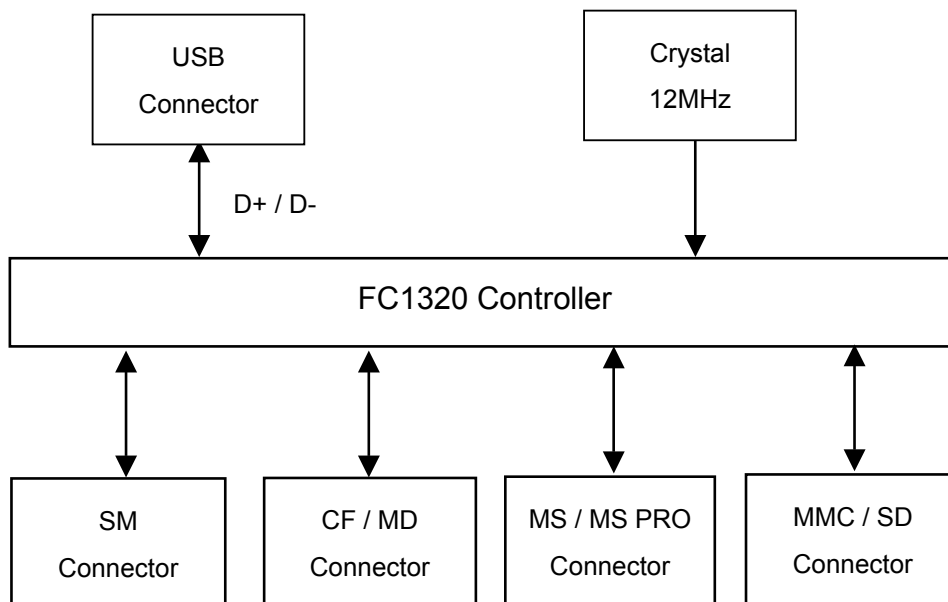 USB
Connector
Crystal
12MHz
D+ / D-
FC1320 Controller
SM
Connector
CF / MD
Connector
MS / MS PRO
Connector
MMC / SD
Connector